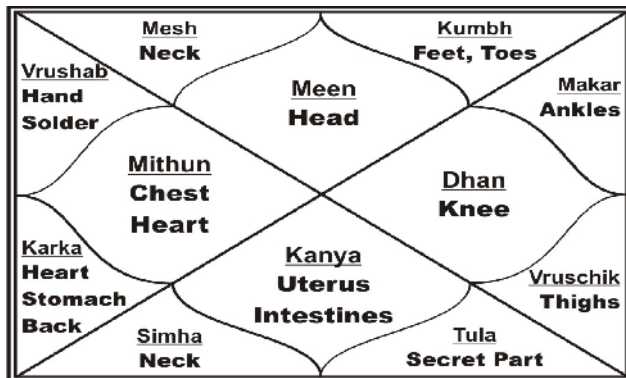 Mesh
Neck
Kumbh
Feet, Toes
Vrushab
Hand
Solder
Meen
Head
Makar
Ankles
Mithun
Chest
Heart
Dhan
Knee
Karka
Heart
Stomach
Back
Kanya
Uterus
Intestines
Vruschik
Thighs
Simha
Neck
Tula
Secret Part